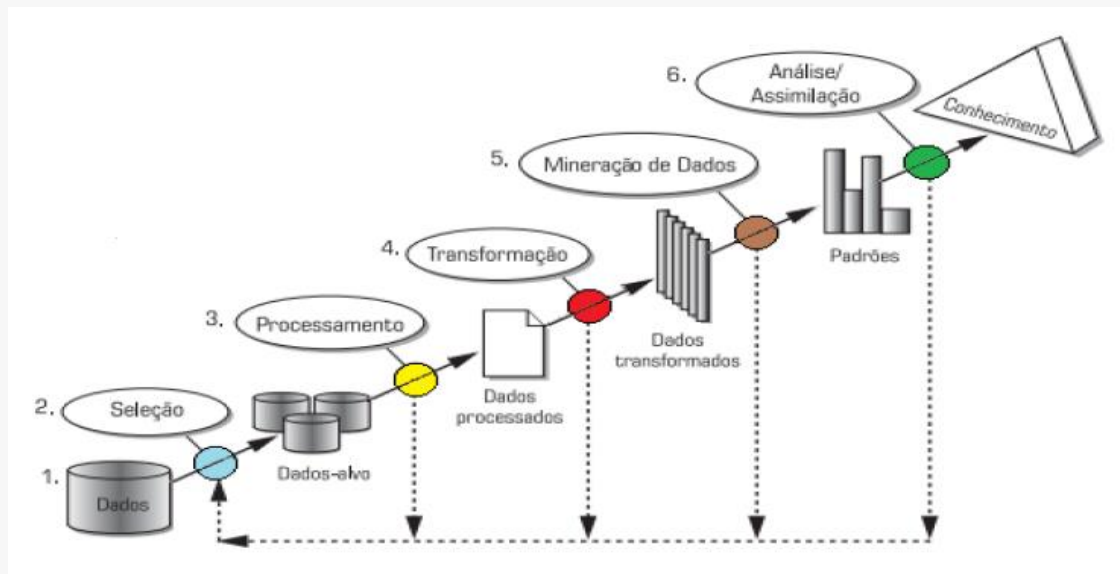 1.
Dados
2.
Seleção
Dados-alvo
3.
Processamento
Dados
processados
4.
Transformação
Dados
transformados
5.
Mineração de Dados
Padrões
6.
Análise/
Assimilação
Conhecimento